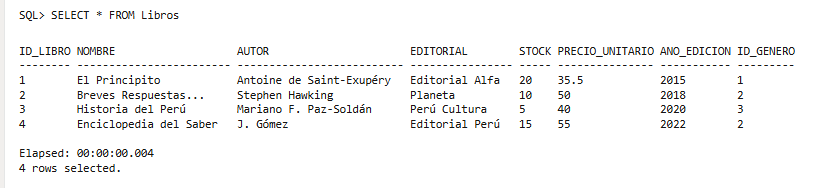 SQL> SELECT * FROM Libros
ID_LIBRO NOMBRE                  AUTOR                     EDITORIAL        STOCK PRECIO_UNITARIO ANO_EDICION ID_GENERO
-------- ----------------------- ------------------------- ---------------- ----- --------------- ----------- ---------
1        El Principito           Antoine de Saint-Exupéry  Editorial Alfa   20    35.5            2015        1
2        Breves Respuestas...    Stephen Hawking           Planeta          10    50              2018        2
3        Historia del Perú       Mariano F. Paz-Soldán     Perú Cultura     5     40              2020        3
4        Enciclopedia del Saber  J. Gómez                  Editorial Perú   15    55              2022        2
Elapsed: 00:00:00.004
4 rows selected.